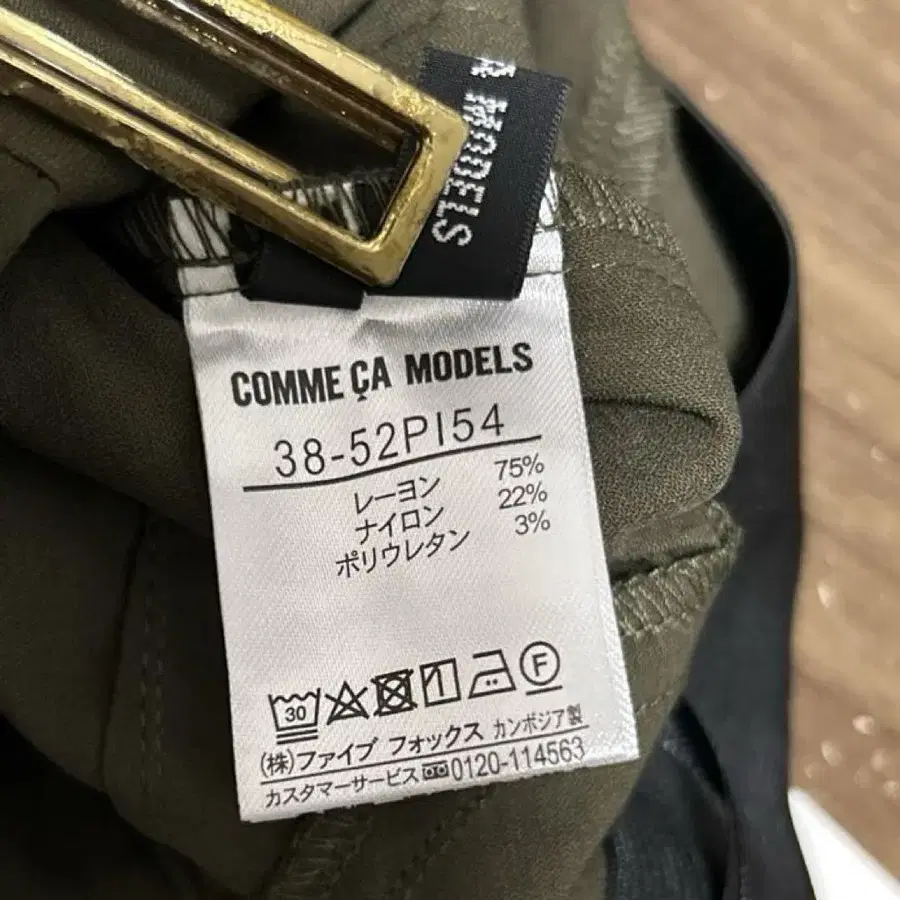 A MODELS
COMME ÇA MODELS
38-52PI54
レーヨン 75%
ナイロン 22%
ポリウレタン 3%
30 F
(株)ファイブ フォックス カンボジア製
カスタマーサービス 0120-114563